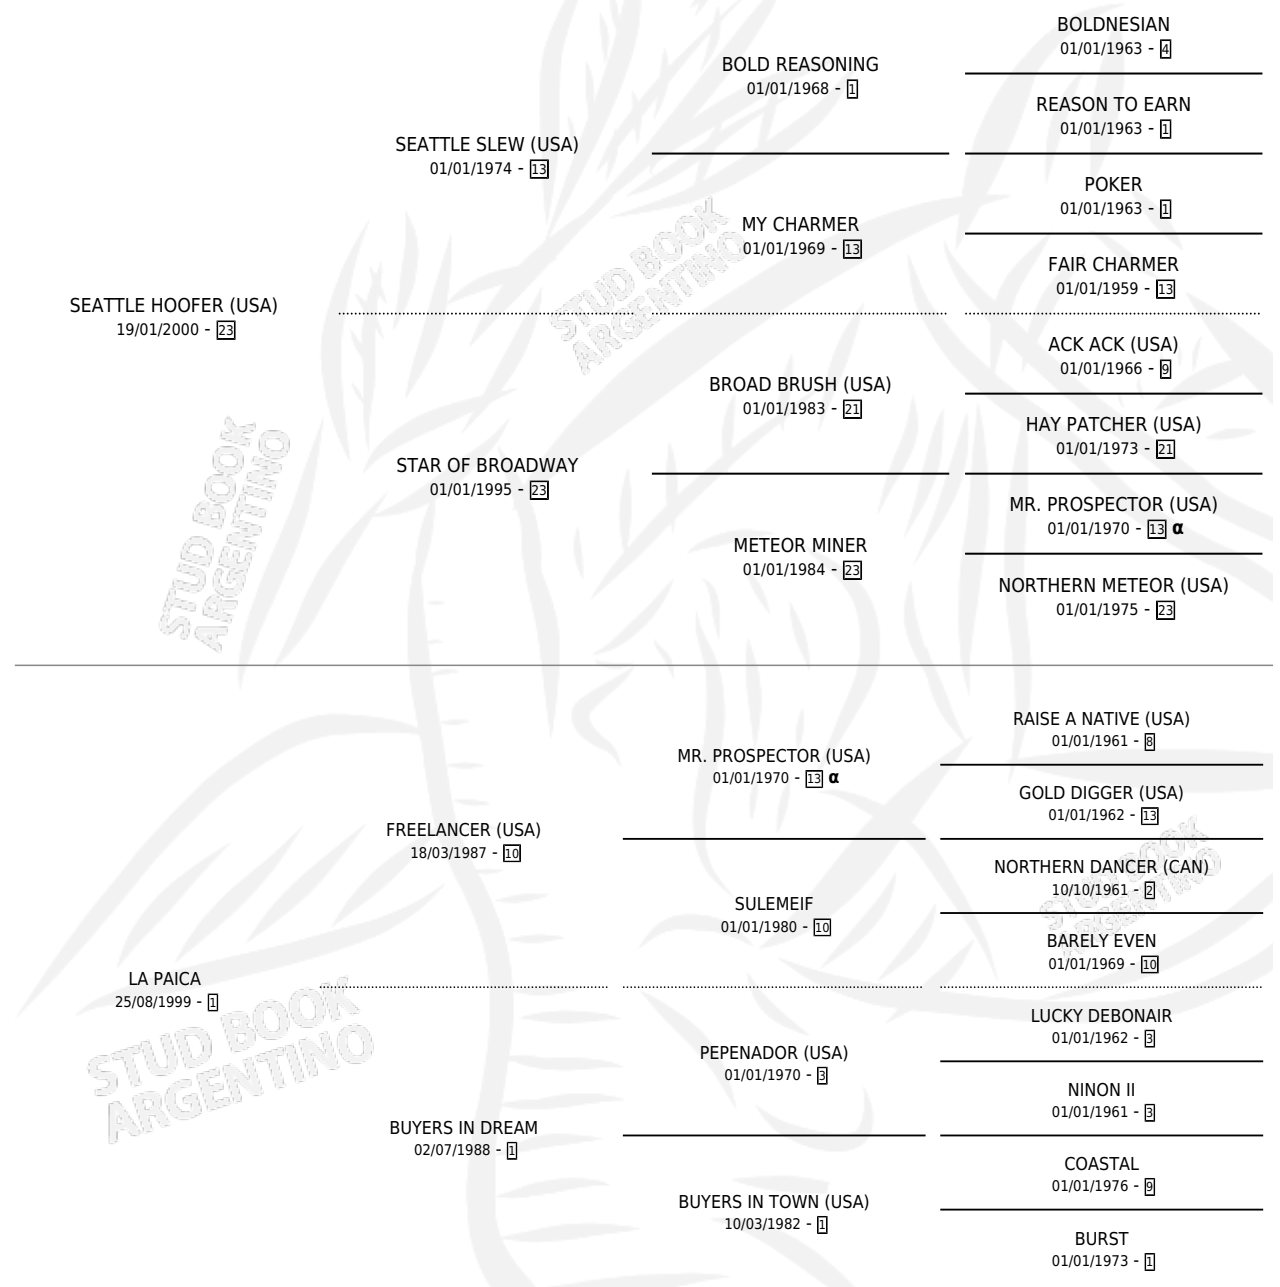 BOLDNESIAN
01/01/1963 - 4
BOLD REASONING
01/01/1968 - 1
REASON TO EARN
01/01/1963 - 1
SEATTLE SLEW (USA)
01/01/1974 - 13
POKER
01/01/1963 - 1
MY CHARMER
01/01/1969 - 13
FAIR CHARMER
01/01/1959 - 13
SEATTLE HOOFER (USA)
19/01/2000 - 23
STUD BOOK
ARGENTINO
ACK ACK (USA)
01/01/1966 - 9
BROAD BRUSH (USA)
01/01/1983 - 21
HAY PATCHER (USA)
01/01/1973 - 21
STAR OF BROADWAY
01/01/1995 - 23
MR. PROSPECTOR (USA)
01/01/1970 - 13 α
METEOR MINER
01/01/1984 - 23
NORTHERN METEOR (USA)
01/01/1975 - 23
STUD BOOK
ARGENTINO
RAISE A NATIVE (USA)
01/01/1961 - 8
MR. PROSPECTOR (USA)
01/01/1970 - 13 α
GOLD DIGGER (USA)
01/01/1962 - 13
FREELANCER (USA)
18/03/1987 - 10
NORTHERN DANCER (CAN)
10/10/1961 - 2
STUD BOOK
ARGENTINO
SULEMEIF
01/01/1980 - 10
BARELY EVEN
01/01/1969 - 10
LA PAICA
25/08/1999 - 1
STUD BOOK
ARGENTINO
LUCKY DEBONAIR
01/01/1962 - 3
PEPENADOR (USA)
01/01/1970 - 3
NINON II
01/01/1961 - 3
BUYERS IN DREAM
02/07/1988 - 1
COASTAL
01/01/1976 - 9
BUYERS IN TOWN (USA)
10/03/1982 - 1
BURST
01/01/1973 - 1